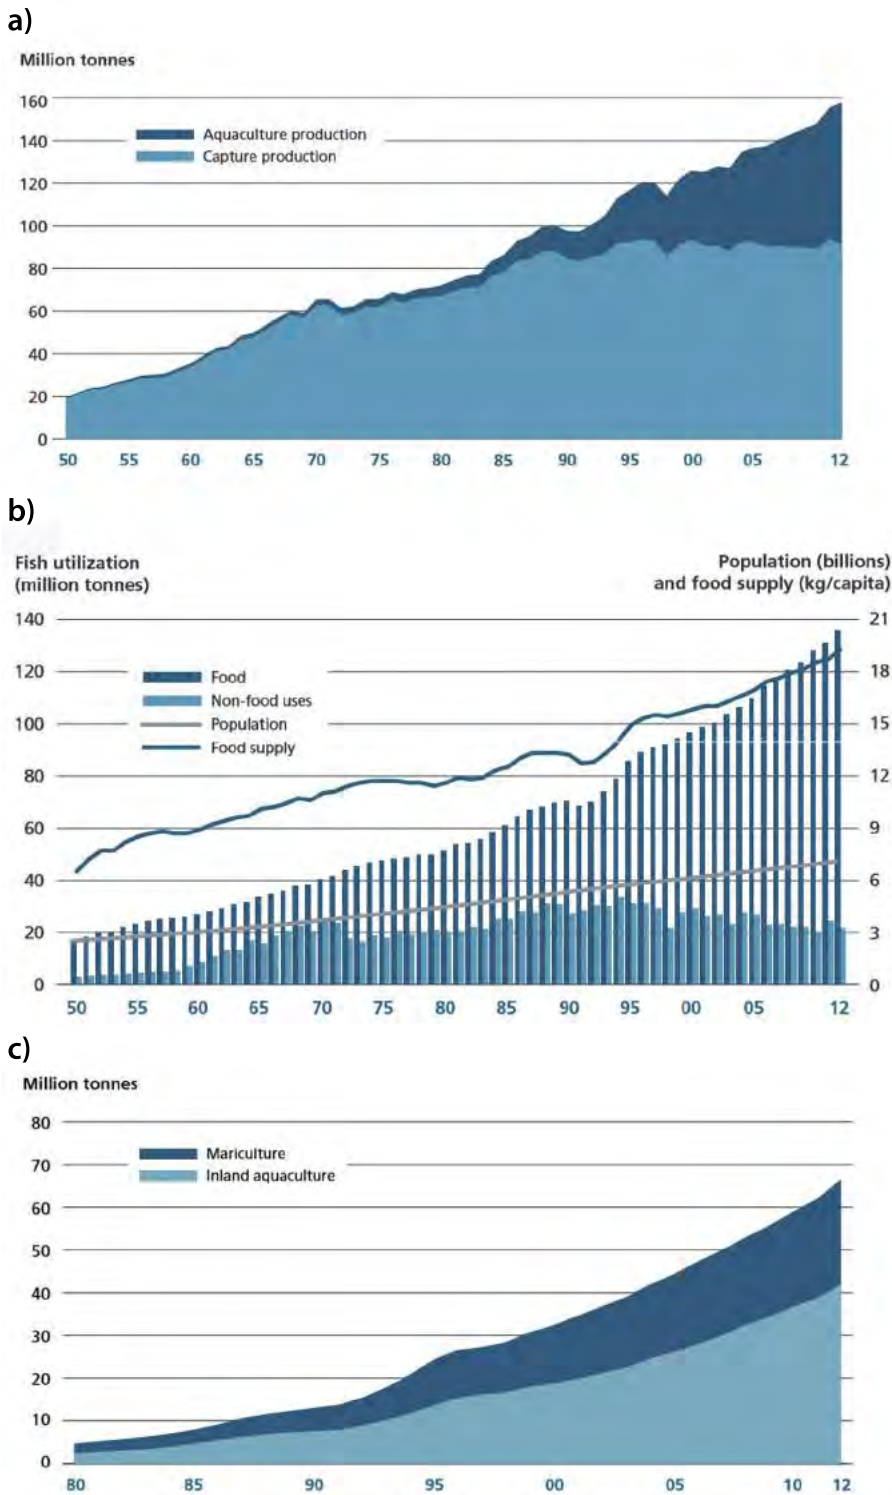 a)
Million tonnes
160
140
120
100
80
60
40
20
0
Aquaculture production
Capture production
50 55 60 65 70 75 80 85 90 95 00 05 12
b)
Fish utilization
(million tonnes)
Population (billions)
and food supply (kg/capita)
140 21
120 18
100 15
80 12
60 9
40 6
20 3
0 0
Food
Non-food uses
Population
Food supply
50 55 60 65 70 75 80 85 90 95 00 05 12
c)
Million tonnes
80
70
60
50
40
30
20
10
0
Mariculture
Inland aquaculture
80 85 90 95 00 05 10 12